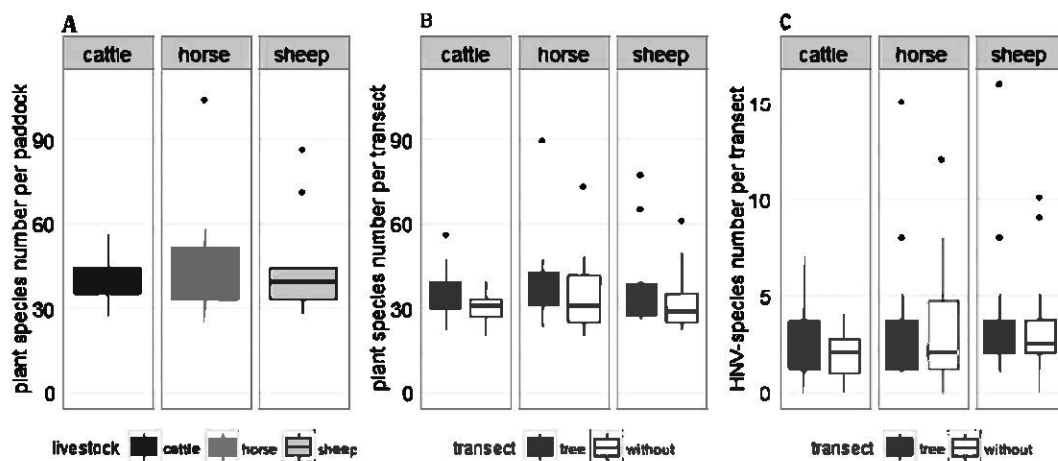 A
cattle
horse
sheep
plant species number per paddock
90
60
30
0
livestock
cattle
horse
sheep
B
cattle
horse
sheep
plant species number per transect
90
60
30
0
transect
tree
without
C
cattle
horse
sheep
HNV-species number per transect
15
10
5
0
transect
tree
without